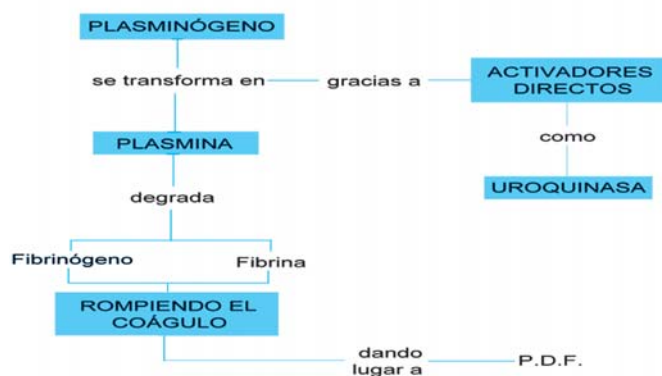 PLASMINÓGENO
se transforma en
gracias a
ACTIVADORES
DIRECTOS
como
UROQUINASA
PLASMINA
degrada
Fibrinógeno
Fibrina
ROMPIENDO EL
COÁGULO
dando
lugar a
P.D.F.